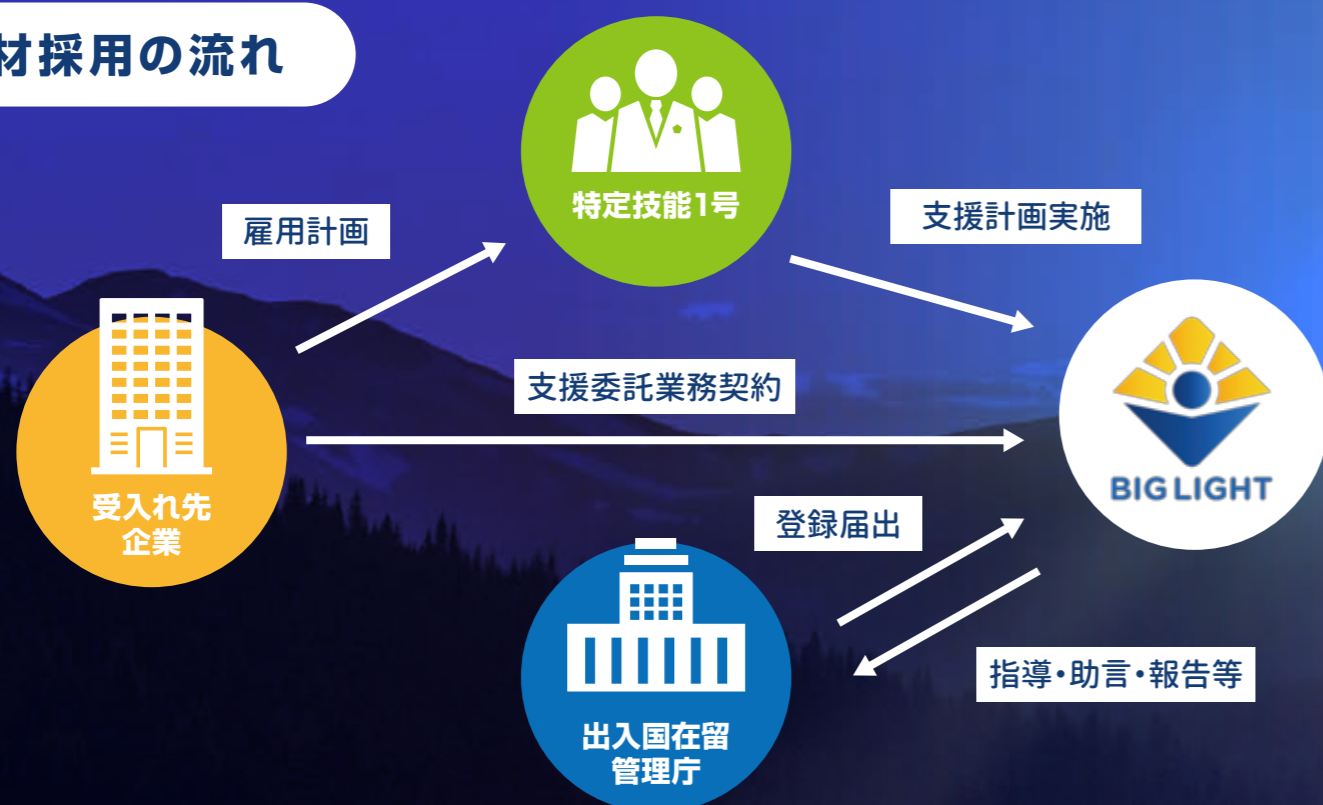 材採用の流れ
特定技能1号
雇用計画
支援計画実施
支援委託業務契約
BIG LIGHT
受入れ先
企業
登録届出
指導・助言・報告等
出入国在留
管理庁